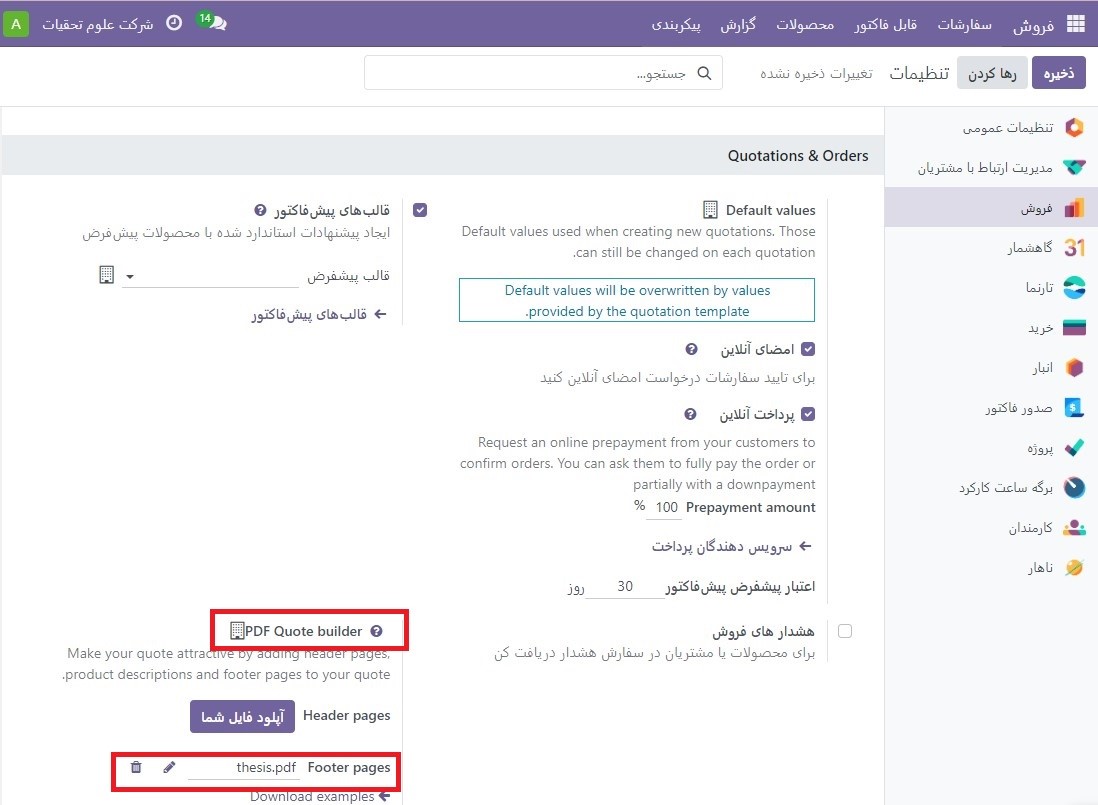 فروش سفارشات قابل فاکتور محصولات گزارش پیکربندی 14 شرکت علوم تحقیات A
ذخیره رها کردن تنظیمات تغییرات ذخیره نشده جستجو...
تنظیمات عمومی
مدیریت ارتباط با مشتریان
فروش
31 گاهشمار
تارنما
خرید
انبار
صدور فاکتور
پروژه
برگه ساعت کارکرد
کارمندان
ناهار
Quotations & Orders
Default values
Default values used when creating new quotations. Those
.can still be changed on each quotation
Default values will be overwritten by values
.provided by the quotation template
امضای آنلاین
برای تایید سفارشات درخواست امضای آنلاین کنید
پرداخت آنلاین
Request an online prepayment from your customers to
confirm orders. You can ask them to fully pay the order or
partially with a downpayment
Prepayment amount 100 %
سرویس دهندگان پرداخت
اعتبار پیشفرض پیش‌فاکتور 30 روز
قالب‌های پیش‌فاکتور
ایجاد پیشنهادات استاندارد شده با محصولات پیش‌فرض
قالب پیشفرض
قالب‌های پیش‌فاکتور
هشدار های فروش
برای محصولات یا مشتریان در سفارش هشدار دریافت کن
PDF Quote builder
Make your quote attractive by adding header pages,
.product descriptions and footer pages to your quote
Header pages آپلود فایل شما
Footer pages thesis.pdf
Download examples